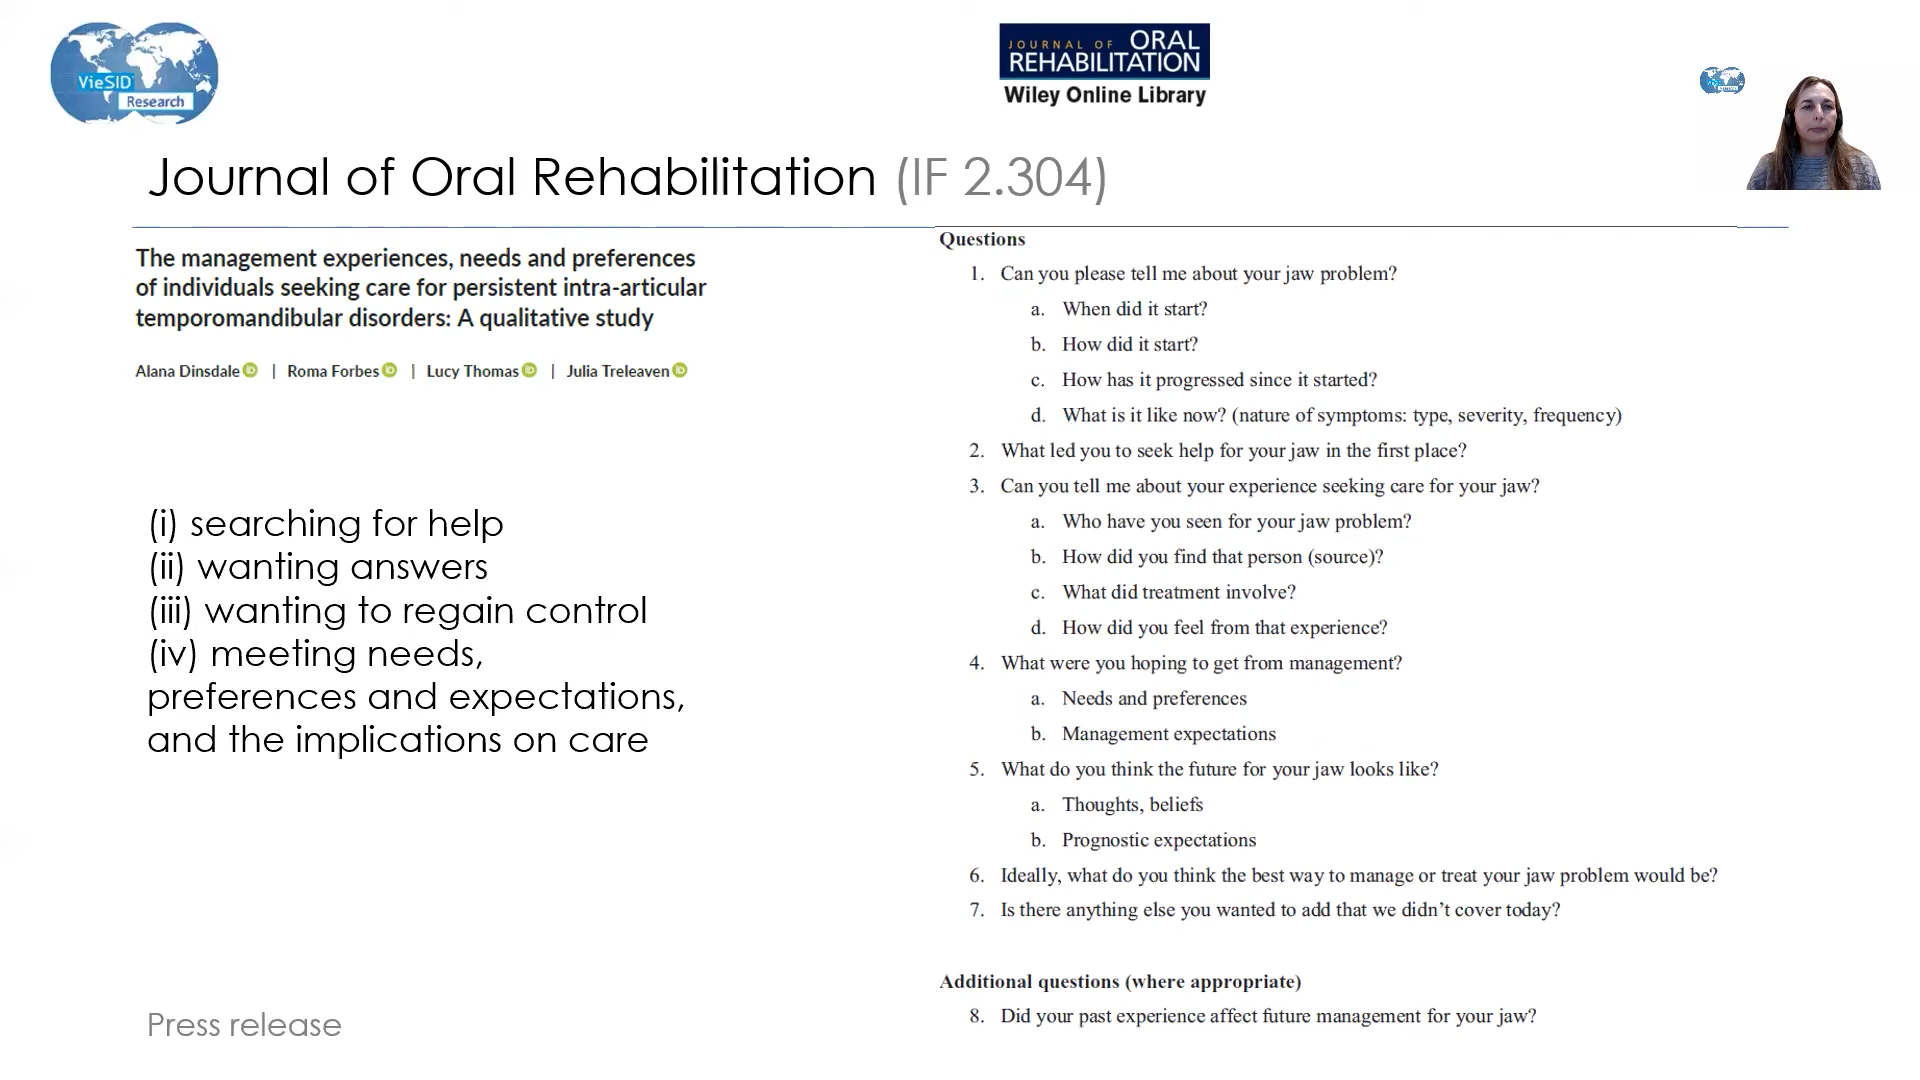 VieSID
Research
JOURNAL OF ORAL
REHABILITATION
Wiley Online Library
Journal of Oral Rehabilitation (IF 2.304)
The management experiences, needs and preferences
of individuals seeking care for persistent intra-articular
temporomandibular disorders: A qualitative study
Alana Dinsdale iD | Roma Forbes iD | Lucy Thomas iD | Julia Treleaven iD
(i) searching for help
(ii) wanting answers
(iii) wanting to regain control
(iv) meeting needs,
preferences and expectations,
and the implications on care
Press release
Questions
1. Can you please tell me about your jaw problem?
a. When did it start?
b. How did it start?
c. How has it progressed since it started?
d. What is it like now? (nature of symptoms: type, severity, frequency)
2. What led you to seek help for your jaw in the first place?
3. Can you tell me about your experience seeking care for your jaw?
a. Who have you seen for your jaw problem?
b. How did you find that person (source)?
c. What did treatment involve?
d. How did you feel from that experience?
4. What were you hoping to get from management?
a. Needs and preferences
b. Management expectations
5. What do you think the future for your jaw looks like?
a. Thoughts, beliefs
b. Prognostic expectations
6. Ideally, what do you think the best way to manage or treat your jaw problem would be?
7. Is there anything else you wanted to add that we didn’t cover today?
Additional questions (where appropriate)
8. Did your past experience affect future management for your jaw?